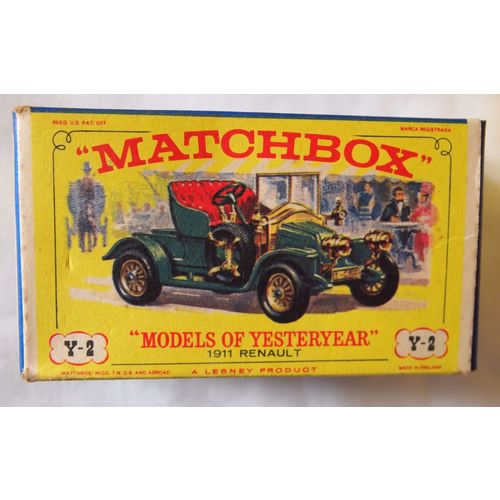 REGD. U.S. PAT. OFF.
MARCA REGISTRADA
"MATCHBOX"
"MODELS OF YESTERYEAR"
1911 RENAULT
Y-2
Y-2
"MATCHBOX" REGD. T.M. G.B. AND ABROAD
A LESNEY PRODUCT
MADE IN ENGLAND